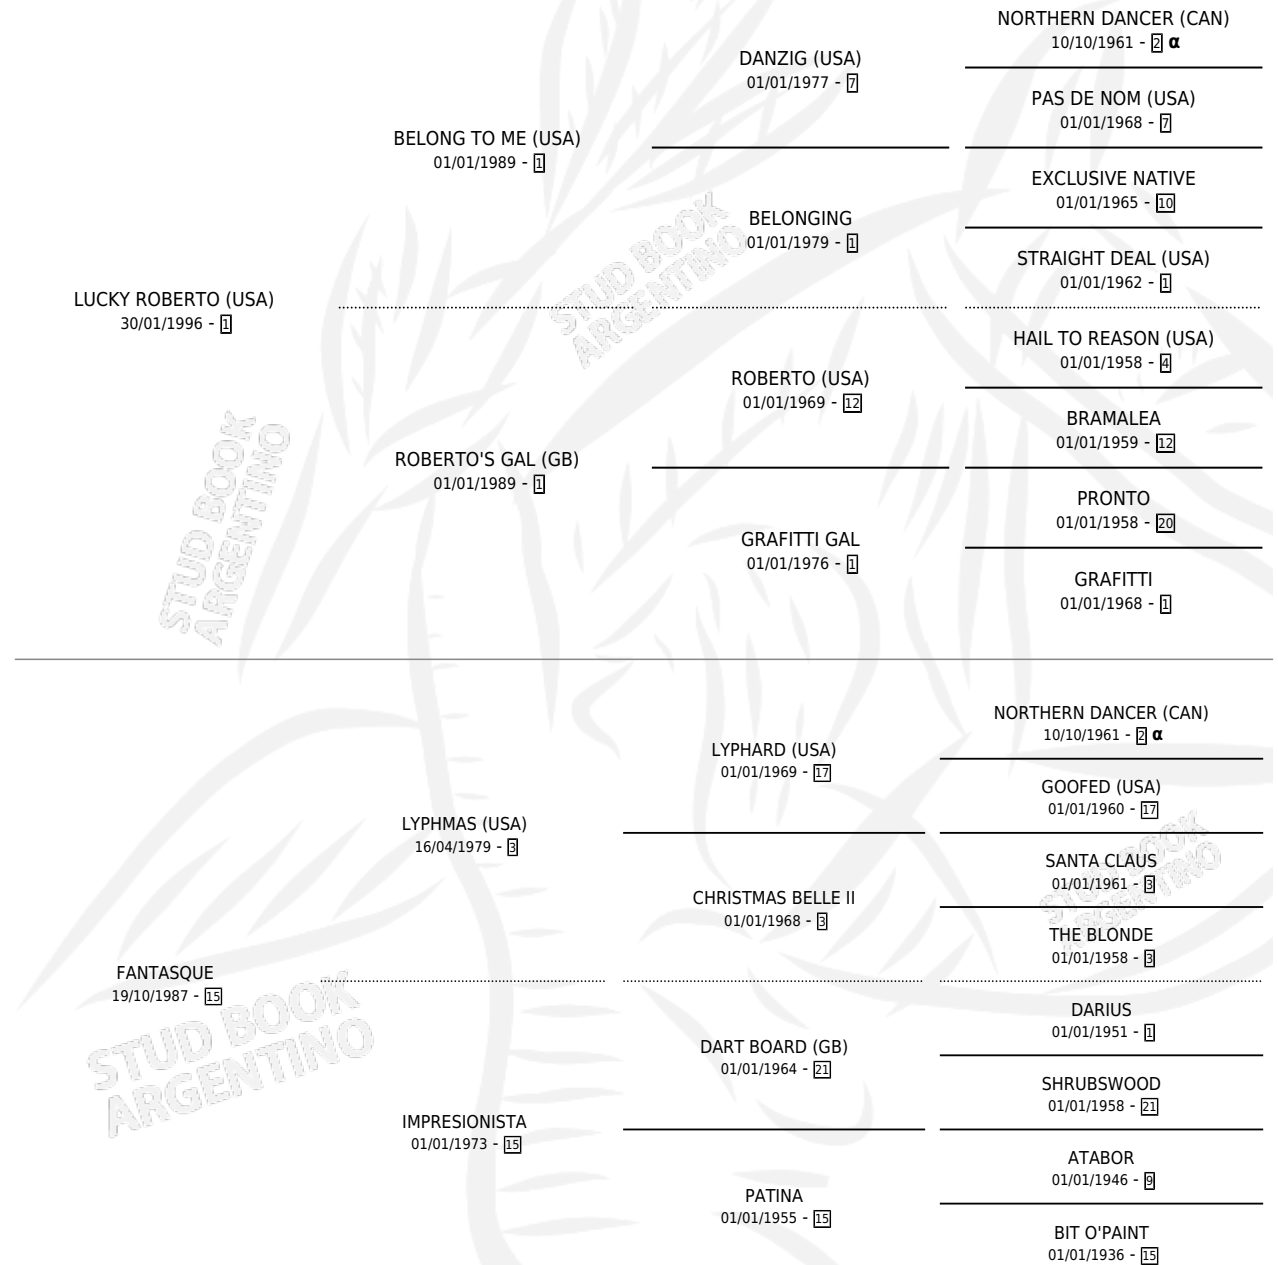 NORTHERN DANCER (CAN)
10/10/1961 - 2 α
DANZIG (USA)
01/01/1977 - 7
PAS DE NOM (USA)
01/01/1968 - 7
BELONG TO ME (USA)
01/01/1989 - 1
EXCLUSIVE NATIVE
01/01/1965 - 10
BELONGING
01/01/1979 - 1
STRAIGHT DEAL (USA)
01/01/1962 - 1
LUCKY ROBERTO (USA)
30/01/1996 - 1
HAIL TO REASON (USA)
01/01/1958 - 4
ROBERTO (USA)
01/01/1969 - 12
BRAMALEA
01/01/1959 - 12
ROBERTO'S GAL (GB)
01/01/1989 - 1
PRONTO
01/01/1958 - 20
GRAFITTI GAL
01/01/1976 - 1
GRAFITTI
01/01/1968 - 1
NORTHERN DANCER (CAN)
10/10/1961 - 2 α
LYPHARD (USA)
01/01/1969 - 17
GOOFED (USA)
01/01/1960 - 17
LYPHMAS (USA)
16/04/1979 - 3
SANTA CLAUS
01/01/1961 - 3
CHRISTMAS BELLE II
01/01/1968 - 3
THE BLONDE
01/01/1958 - 3
FANTASQUE
19/10/1987 - 15
DARIUS
01/01/1951 - 1
DART BOARD (GB)
01/01/1964 - 21
SHRUBSWOOD
01/01/1958 - 21
IMPRESIONISTA
01/01/1973 - 15
ATABOR
01/01/1946 - 9
PATINA
01/01/1955 - 15
BIT O'PAINT
01/01/1936 - 15
STUD BOOK
ARGENTINO
STUD BOOK
ARGENTINO
STUD BOOK
ARGENTINO
STUD BOOK
ARGENTINO